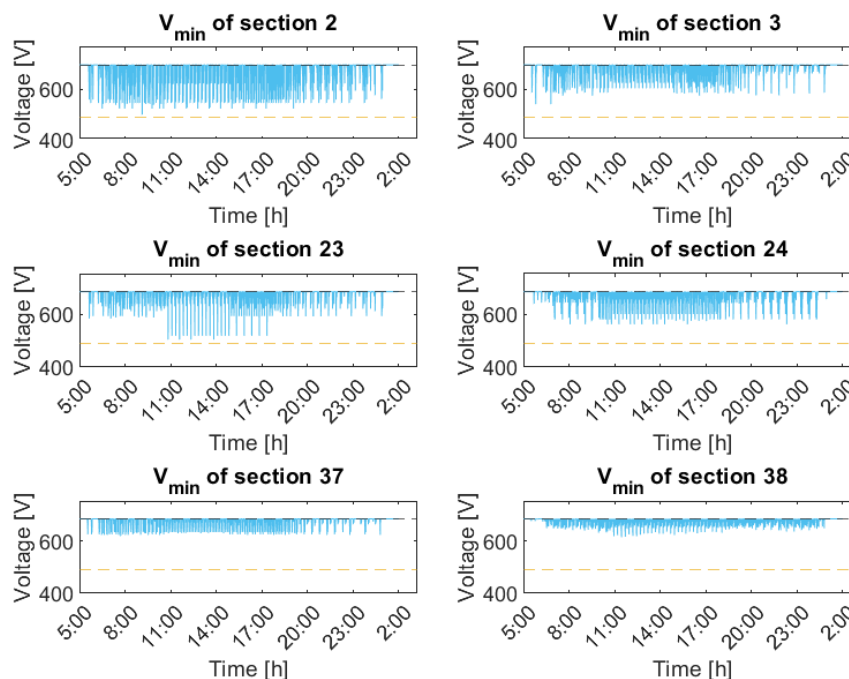 V_min of section 2
Voltage [V]
600
400
5:00 8:00 11:00 14:00 17:00 20:00 23:00 2:00
Time [h]
V_min of section 3
Voltage [V]
600
400
5:00 8:00 11:00 14:00 17:00 20:00 23:00 2:00
Time [h]
V_min of section 23
Voltage [V]
600
400
5:00 8:00 11:00 14:00 17:00 20:00 23:00 2:00
Time [h]
V_min of section 24
Voltage [V]
600
400
5:00 8:00 11:00 14:00 17:00 20:00 23:00 2:00
Time [h]
V_min of section 37
Voltage [V]
600
400
5:00 8:00 11:00 14:00 17:00 20:00 23:00 2:00
Time [h]
V_min of section 38
Voltage [V]
600
400
5:00 8:00 11:00 14:00 17:00 20:00 23:00 2:00
Time [h]